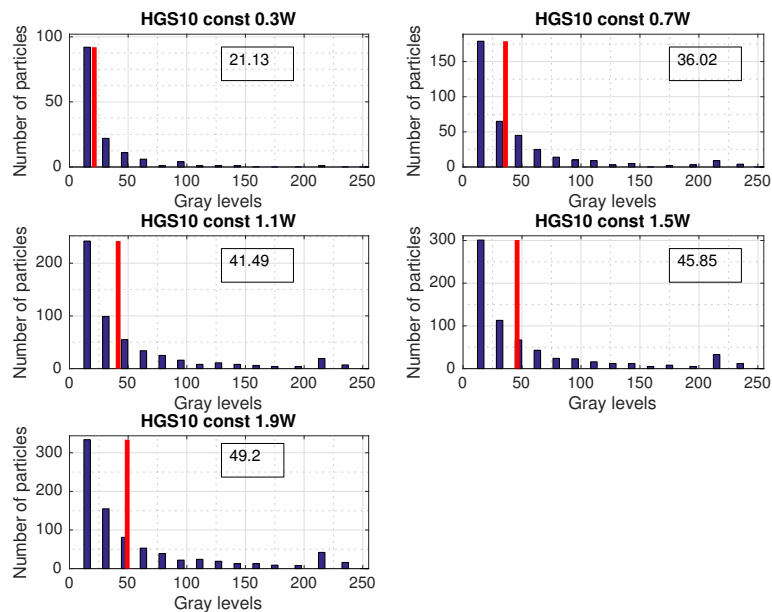 HGS10 const 0.3W
Number of particles
100
50
0
21.13
0 50 100 150 200 250
Gray levels
HGS10 const 0.7W
Number of particles
150
100
50
0
36.02
0 50 100 150 200 250
Gray levels
HGS10 const 1.1W
Number of particles
200
100
0
41.49
0 50 100 150 200 250
Gray levels
HGS10 const 1.5W
Number of particles
300
200
100
0
45.85
0 50 100 150 200 250
Gray levels
HGS10 const 1.9W
Number of particles
300
200
100
0
49.2
0 50 100 150 200 250
Gray levels